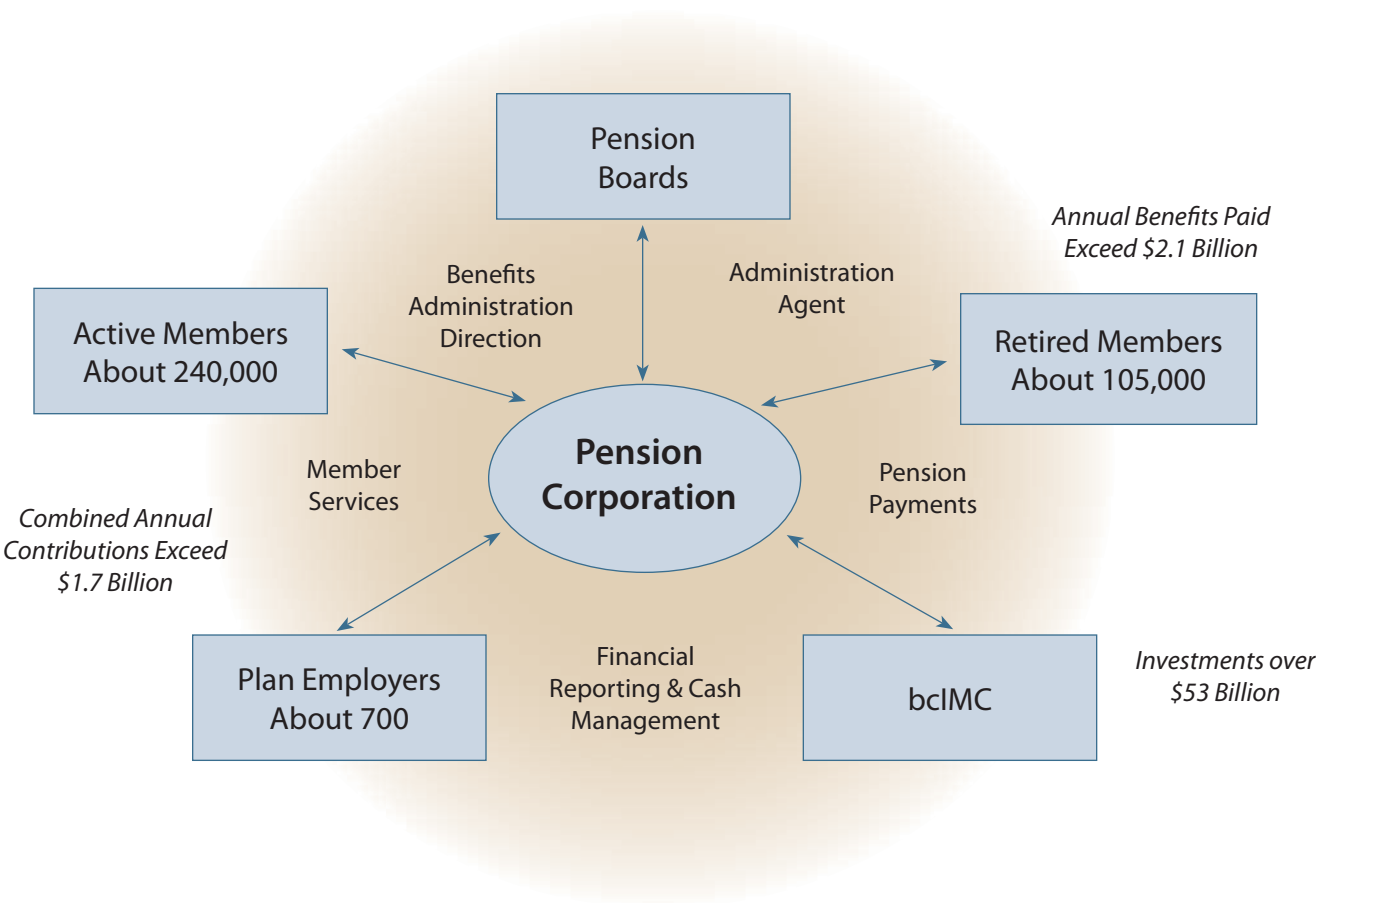 Pension
Boards
Annual Benefits Paid
Exceed $2.1 Billion
Benefits
Administration
Direction
Administration
Agent
Active Members
About 240,000
Retired Members
About 105,000
Pension
Corporation
Member
Services
Pension
Payments
Combined Annual
Contributions Exceed
$1.7 Billion
Plan Employers
About 700
Financial
Reporting & Cash
Management
bcIMC
Investments over
$53 Billion